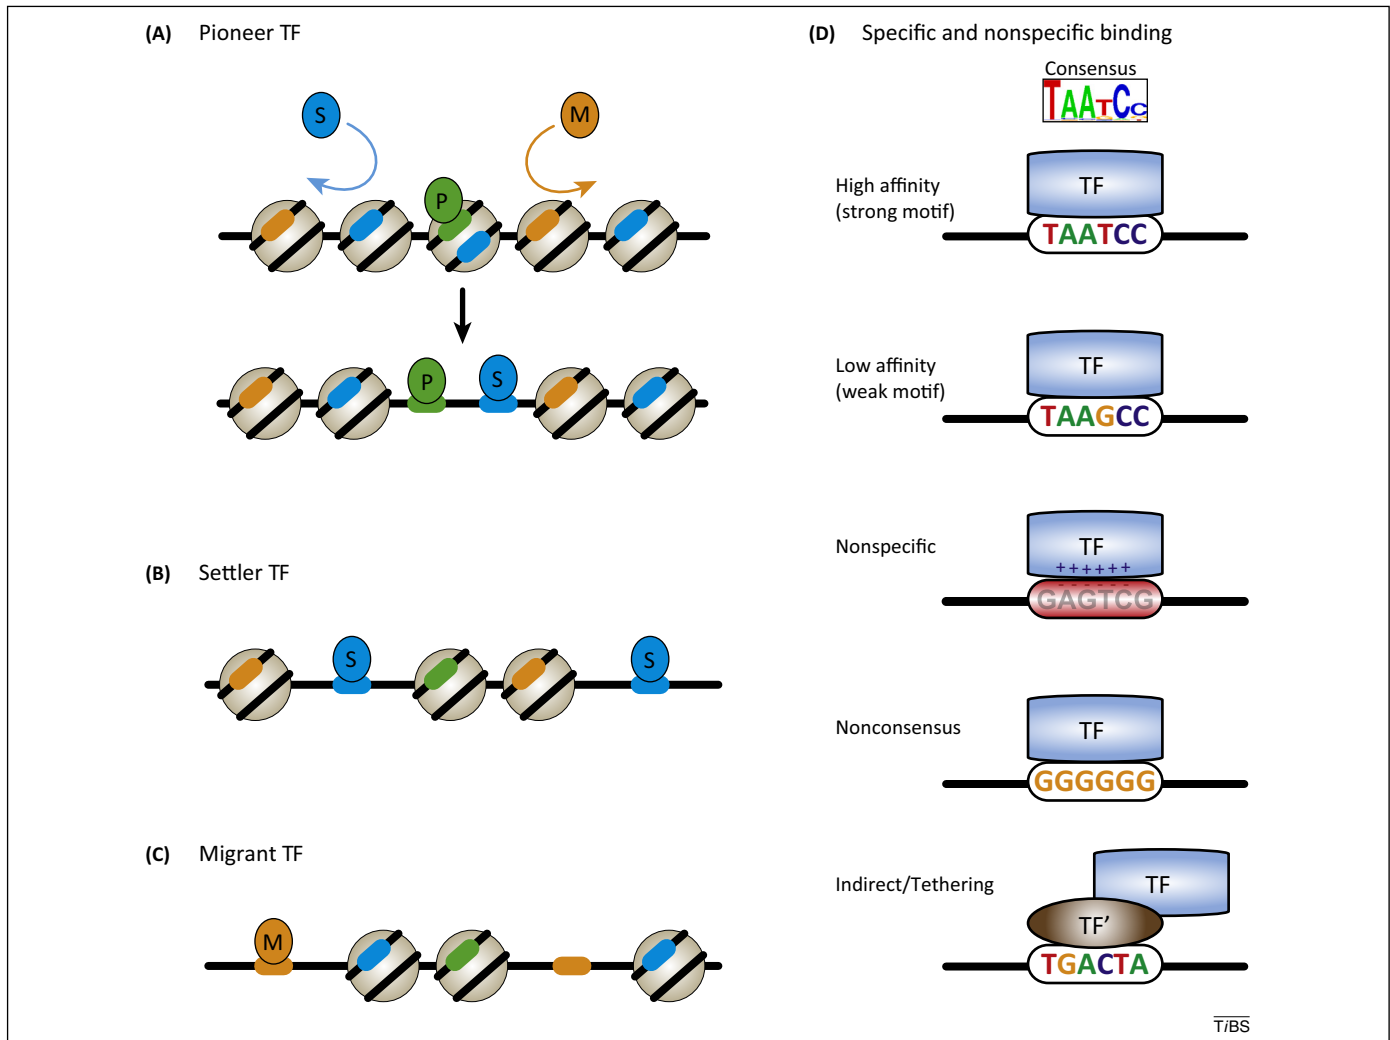 (A) Pioneer TF
S
M
P
P
S
(B) Settler TF
S
S
(C) Migrant TF
M
(D) Specific and nonspecific binding
Consensus
TAATCC
High affinity
(strong motif)
TF
TAATCC
Low affinity
(weak motif)
TF
TAAGCC
Nonspecific
TF
++++++
------
GAGTCG
Nonconsensus
TF
GGGGGG
Indirect/Tethering
TF
TF’
TGACTA
TiBS